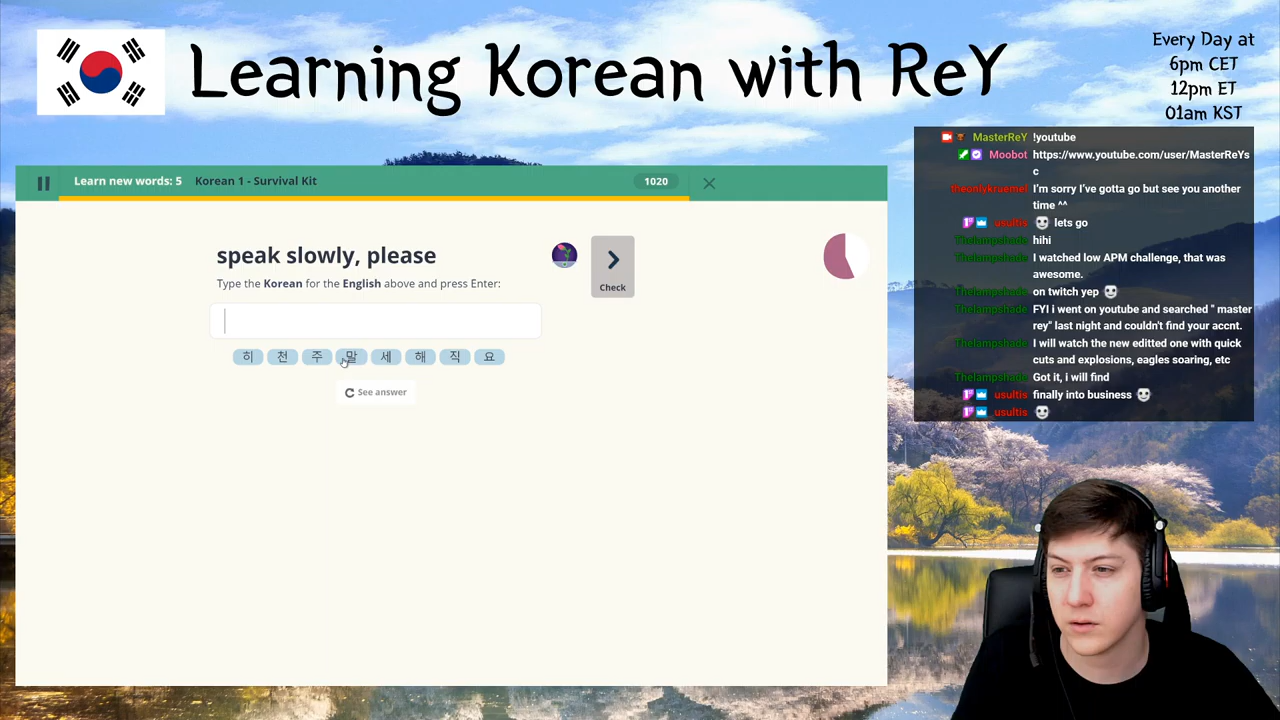 Learning Korean with ReY
Every Day at
6pm CET
12pm ET
01am KST
Learn new words: 5 Korean 1 - Survival Kit 1020
speak slowly, please
Type the Korean for the English above and press Enter:
Check
히 천 주 말 세 해 직 요
See answer
MasterReY !youtube
Moobot https://www.youtube.com/user/MasterReYs
c
theonlykruemel I'm sorry I've gotta go but see you another
time ^^
usultis lets go
Thelampshade hihi
Thelampshade I watched low APM challenge, that was
awesome.
Thelampshade on twitch yep
Thelampshade FYI i went on youtube and searched " master
rey" last night and couldn't find your accnt.
Thelampshade I will watch the new editted one with quick
cuts and explosions, eagles soaring, etc
Thelampshade Got it, i will find
usultis finally into business
usultis